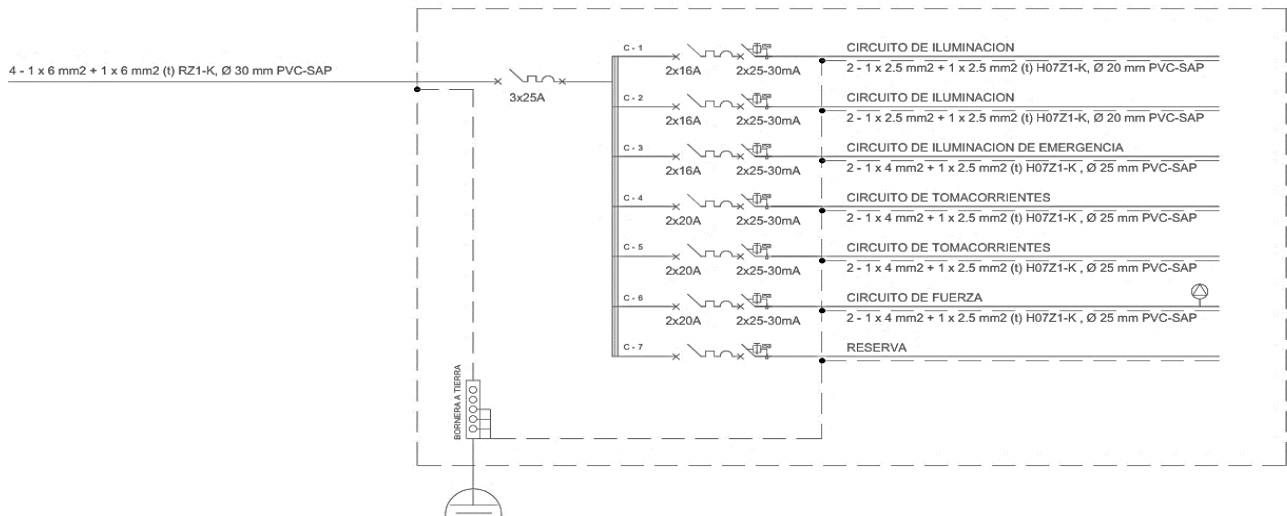 4 - 1 x 6 mm2 + 1 x 6 mm2 (t) RZ1-K, Ø 30 mm PVC-SAP
3x25A
C - 1
2x16A
2x25-30mA
CIRCUITO DE ILUMINACION
2 - 1 x 2.5 mm2 + 1 x 2.5 mm2 (t) H07Z1-K, Ø 20 mm PVC-SAP
C - 2
2x16A
2x25-30mA
CIRCUITO DE ILUMINACION
2 - 1 x 2.5 mm2 + 1 x 2.5 mm2 (t) H07Z1-K, Ø 20 mm PVC-SAP
C - 3
2x16A
2x25-30mA
CIRCUITO DE ILUMINACION DE EMERGENCIA
2 - 1 x 4 mm2 + 1 x 2.5 mm2 (t) H07Z1-K , Ø 25 mm PVC-SAP
C - 4
2x20A
2x25-30mA
CIRCUITO DE TOMACORRIENTES
2 - 1 x 4 mm2 + 1 x 2.5 mm2 (t) H07Z1-K , Ø 25 mm PVC-SAP
C - 5
2x20A
2x25-30mA
CIRCUITO DE TOMACORRIENTES
2 - 1 x 4 mm2 + 1 x 2.5 mm2 (t) H07Z1-K , Ø 25 mm PVC-SAP
C - 6
2x20A
2x25-30mA
CIRCUITO DE FUERZA
2 - 1 x 4 mm2 + 1 x 2.5 mm2 (t) H07Z1-K , Ø 25 mm PVC-SAP
C - 7
RESERVA
BORNERA A TIERRA